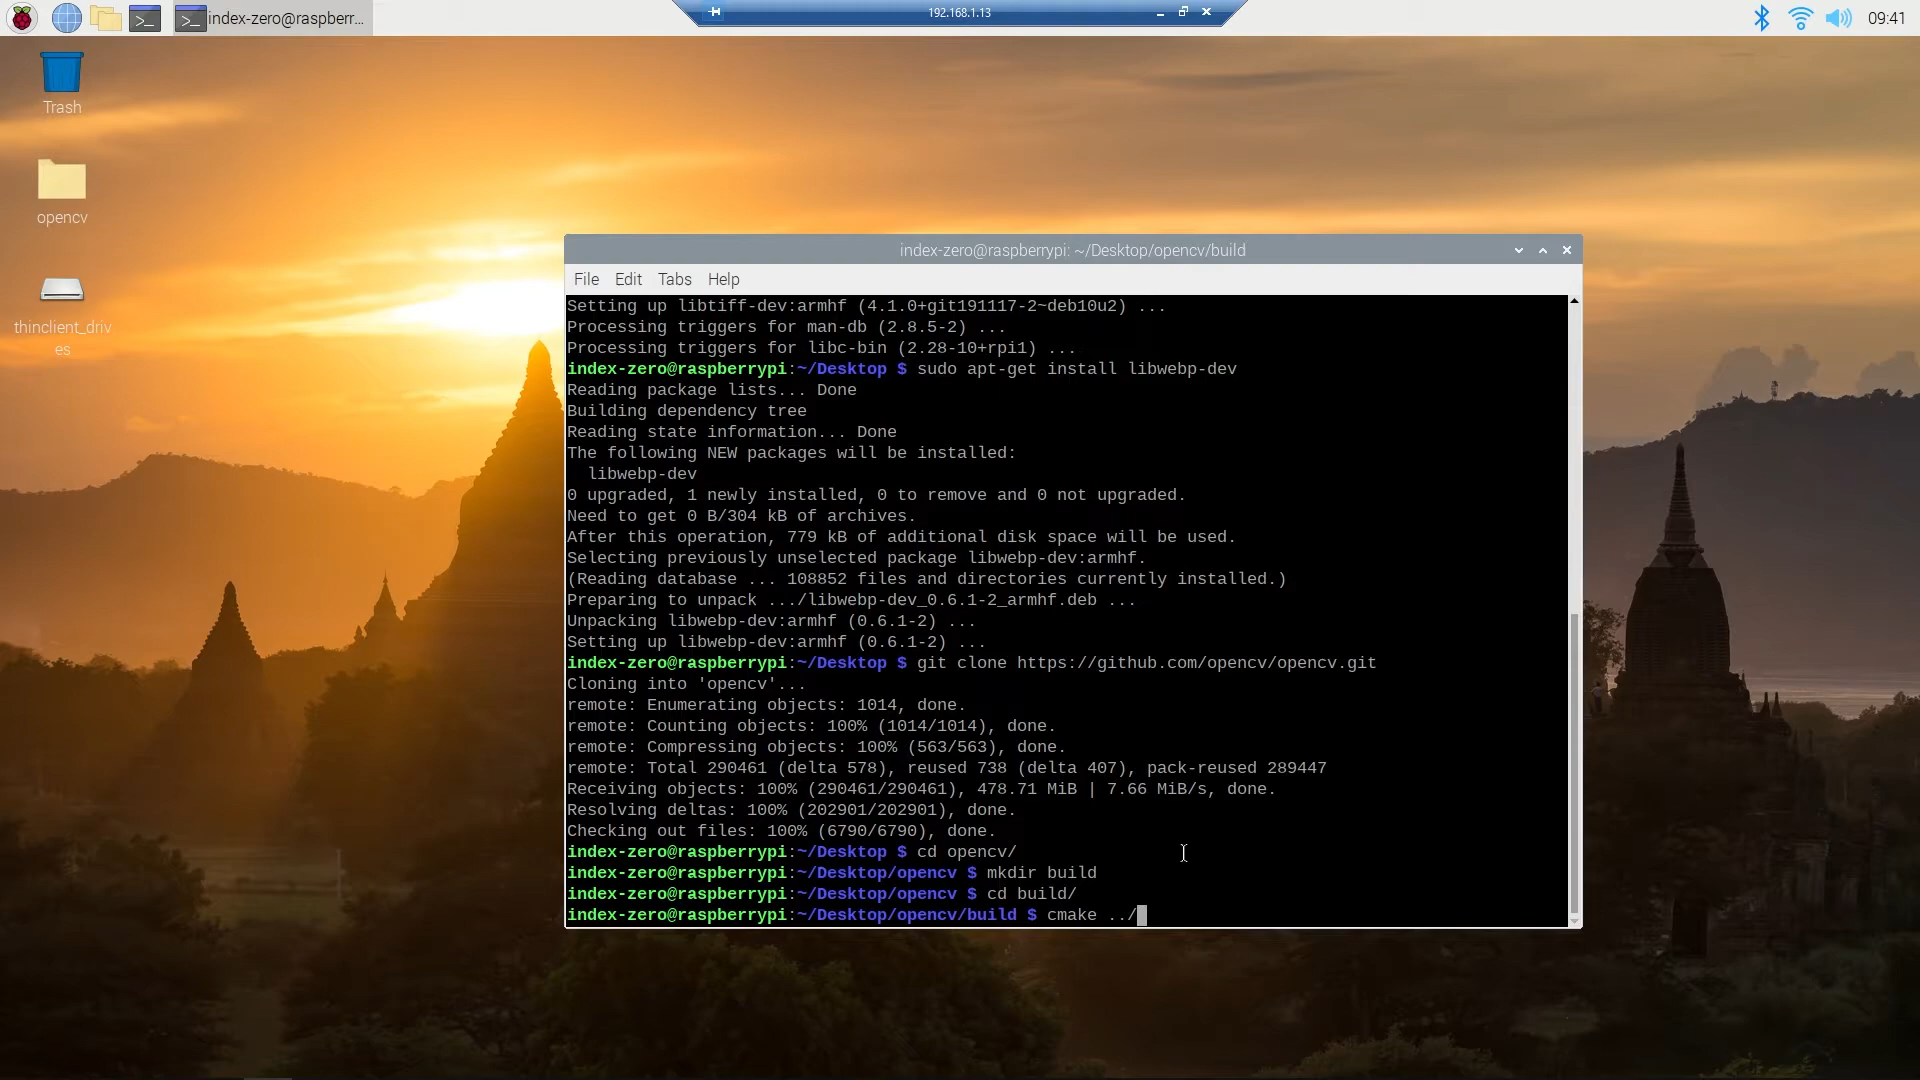 index-zero@raspberr...
192.168.1.13
09:41
Trash
opencv
thinclient_driv
es
index-zero@raspberrypi: ~/Desktop/opencv/build
File Edit Tabs Help
Setting up libtiff-dev:armhf (4.1.0+git191117-2~deb10u2) ...
Processing triggers for man-db (2.8.5-2) ...
Processing triggers for libc-bin (2.28-10+rpi1) ...
index-zero@raspberrypi:~/Desktop $ sudo apt-get install libwebp-dev
Reading package lists... Done
Building dependency tree
Reading state information... Done
The following NEW packages will be installed:
  libwebp-dev
0 upgraded, 1 newly installed, 0 to remove and 0 not upgraded.
Need to get 0 B/304 kB of archives.
After this operation, 779 kB of additional disk space will be used.
Selecting previously unselected package libwebp-dev:armhf.
(Reading database ... 108852 files and directories currently installed.)
Preparing to unpack .../libwebp-dev_0.6.1-2_armhf.deb ...
Unpacking libwebp-dev:armhf (0.6.1-2) ...
Setting up libwebp-dev:armhf (0.6.1-2) ...
index-zero@raspberrypi:~/Desktop $ git clone https://github.com/opencv/opencv.git
Cloning into 'opencv'...
remote: Enumerating objects: 1014, done.
remote: Counting objects: 100% (1014/1014), done.
remote: Compressing objects: 100% (563/563), done.
remote: Total 290461 (delta 578), reused 738 (delta 407), pack-reused 289447
Receiving objects: 100% (290461/290461), 478.71 MiB | 7.66 MiB/s, done.
Resolving deltas: 100% (202901/202901), done.
Checking out files: 100% (6790/6790), done.
index-zero@raspberrypi:~/Desktop $ cd opencv/
index-zero@raspberrypi:~/Desktop/opencv $ mkdir build
index-zero@raspberrypi:~/Desktop/opencv $ cd build/
index-zero@raspberrypi:~/Desktop/opencv/build $ cmake ../